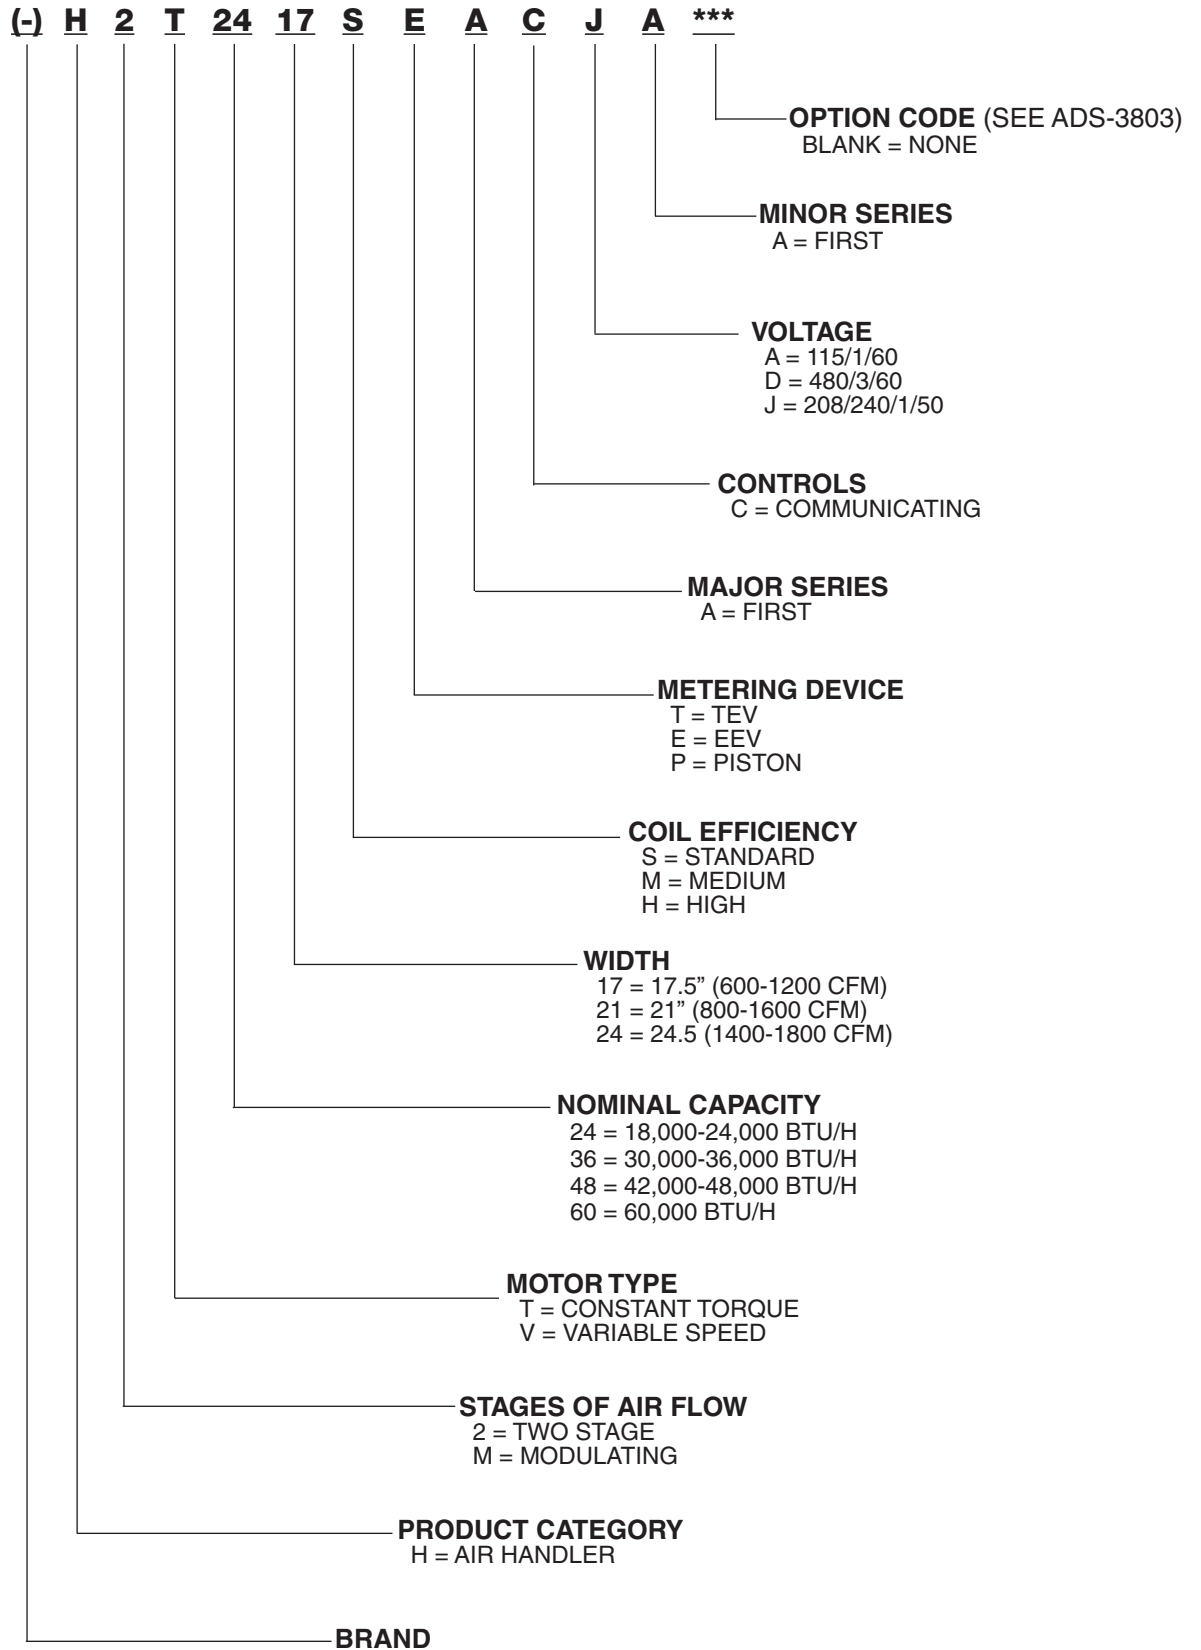 (-) H 2 T 24 17 S E A C J A ***
OPTION CODE (SEE ADS-3803)
BLANK = NONE
MINOR SERIES
A = FIRST
VOLTAGE
A = 115/1/60
D = 480/3/60
J = 208/240/1/50
CONTROLS
C = COMMUNICATING
MAJOR SERIES
A = FIRST
METERING DEVICE
T = TEV
E = EEV
P = PISTON
COIL EFFICIENCY
S = STANDARD
M = MEDIUM
H = HIGH
WIDTH
17 = 17.5” (600-1200 CFM)
21 = 21” (800-1600 CFM)
24 = 24.5 (1400-1800 CFM)
NOMINAL CAPACITY
24 = 18,000-24,000 BTU/H
36 = 30,000-36,000 BTU/H
48 = 42,000-48,000 BTU/H
60 = 60,000 BTU/H
MOTOR TYPE
T = CONSTANT TORQUE
V = VARIABLE SPEED
STAGES OF AIR FLOW
2 = TWO STAGE
M = MODULATING
PRODUCT CATEGORY
H = AIR HANDLER
BRAND